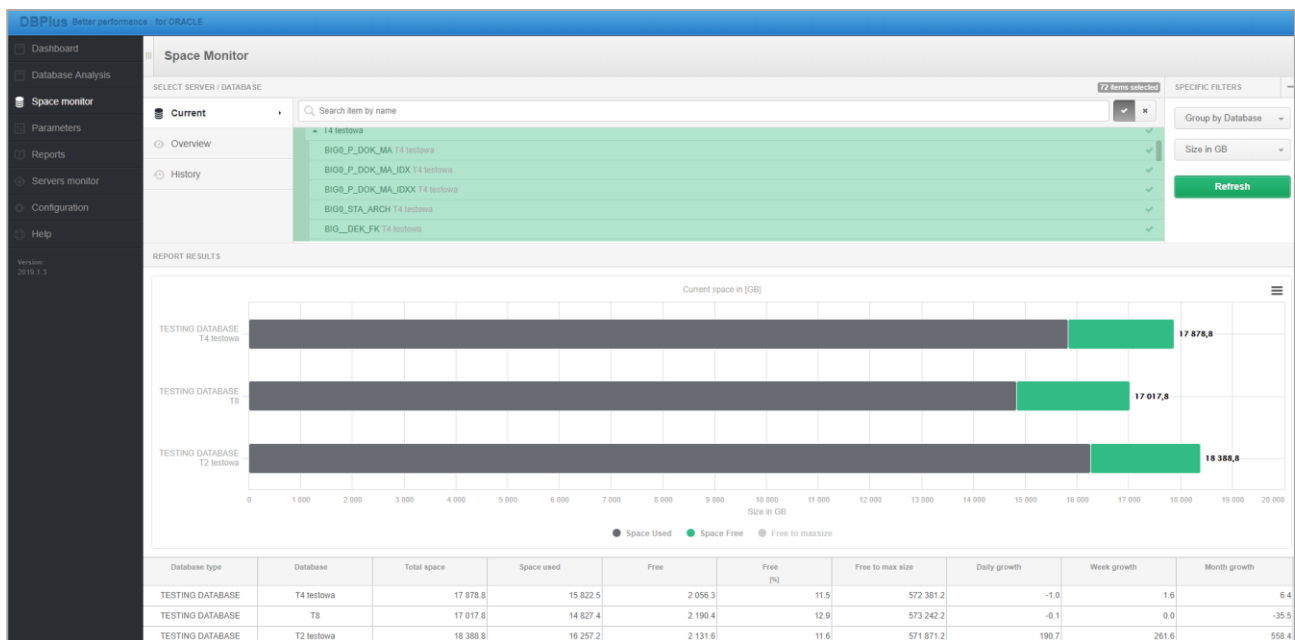 DBPlus Better performance for ORACLE
Dashboard
Database Analysis
Space monitor
Parameters
Reports
Servers monitor
Configuration
Help
Version:
2019.1.3
Space Monitor
SELECT SERVER / DATABASE
72 items selected
Current
Overview
History
Search item by name
T4 testowa
BIG0_P_DOK_MA T4 testowa
BIG0_P_DOK_MA_IDX T4 testowa
BIG0_P_DOK_MA_IDXX T4 testowa
BIG0_STA_ARCH T4 testowa
BIG__DEK_FK T4 testowa
SPECIFIC FILTERS
Group by Database
Size in GB
Refresh
REPORT RESULTS
Current space in [GB]
TESTING DATABASE
T4 testowa
17 878,8
TESTING DATABASE
T8
17 017,8
TESTING DATABASE
T2 testowa
18 388,8
0 1 000 2 000 3 000 4 000 5 000 6 000 7 000 8 000 9 000 10 000 11 000 12 000 13 000 14 000 15 000 16 000 17 000 18 000 19 000 20 000
Size in GB
Space Used Space Free Free to maxsize
Database type Database Total space Space used Free Free [%] Free to max size Daily growth Week growth Month growth
TESTING DATABASE T4 testowa 17 878.8 15 822.5 2 056.3 11.5 572 381.2 -1.0 1.6 6.4
TESTING DATABASE T8 17 017.8 14 827.4 2 190.4 12.9 573 242.2 -0.1 0.0 -35.5
TESTING DATABASE T2 testowa 18 388.8 16 257.2 2 131.6 11.6 571 871.2 190.7 261.6 558.4